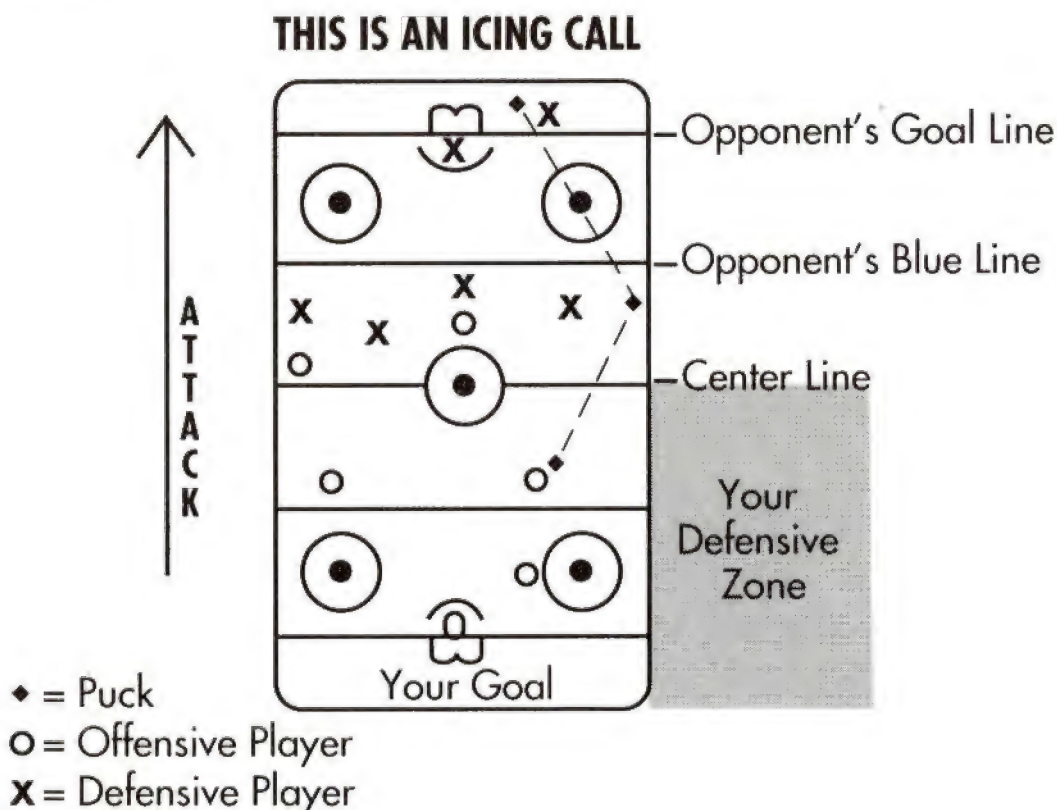 THIS IS AN ICING CALL
Opponent's Goal Line
Opponent's Blue Line
ATTACK
Center Line
Your
Defensive
Zone
Your Goal
= Puck
O = Offensive Player
X = Defensive Player